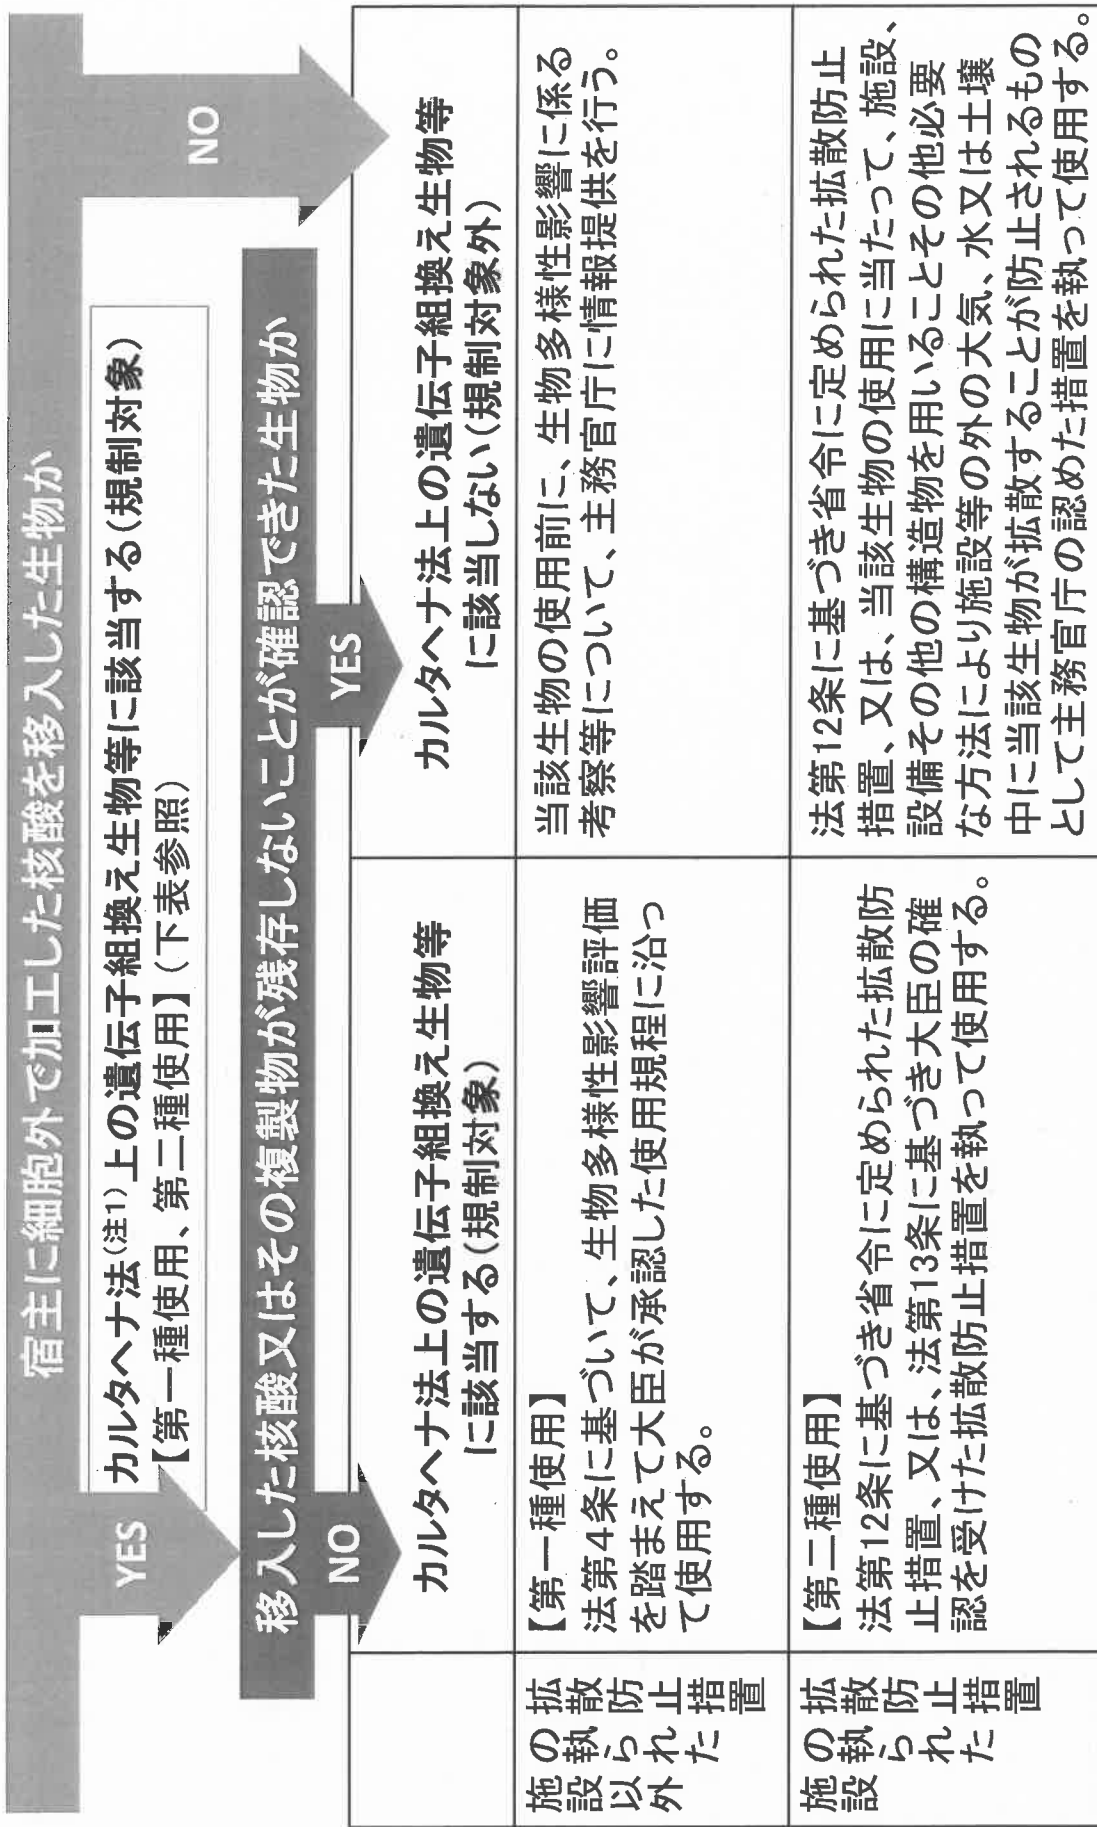 宿主に細胞外で加工した核酸を移入した生物か
YES
NO
カルタヘナ法(注1)上の遺伝子組換え生物等に該当する(規制対象)
【第一種使用、第二種使用】(下表参照)
移入した核酸又はその複製物が残存しないことが確認できた生物か
NO
YES
カルタヘナ法上の遺伝子組換え生物等
に該当する(規制対象)
カルタヘナ法上の遺伝子組換え生物等
に該当しない(規制対象外)
拡散防止措置
の執られた
施設以外
【第一種使用】
法第4条に基づいて、生物多様性影響評価
を踏まえて大臣が承認した使用規程に沿っ
て使用する。
当該生物の使用前に、生物多様性影響に係る
考察等について、主務官庁に情報提供を行う。
拡散防止措置
の執られた
施設
【第二種使用】
法第12条に基づき省令に定められた拡散防
止措置、又は、法第13条に基づき大臣の確
認を受けた拡散防止措置を執って使用する。
法第12条に基づき省令に定められた拡散防止
措置、又は、当該生物の使用に当たって、施設、
設備その他の構造物を用いることその他必要
な方法により施設等の外の大気、水又は土壌
中に当該生物が拡散することが防止されるもの
として主務官庁の認めた措置を執って使用する。